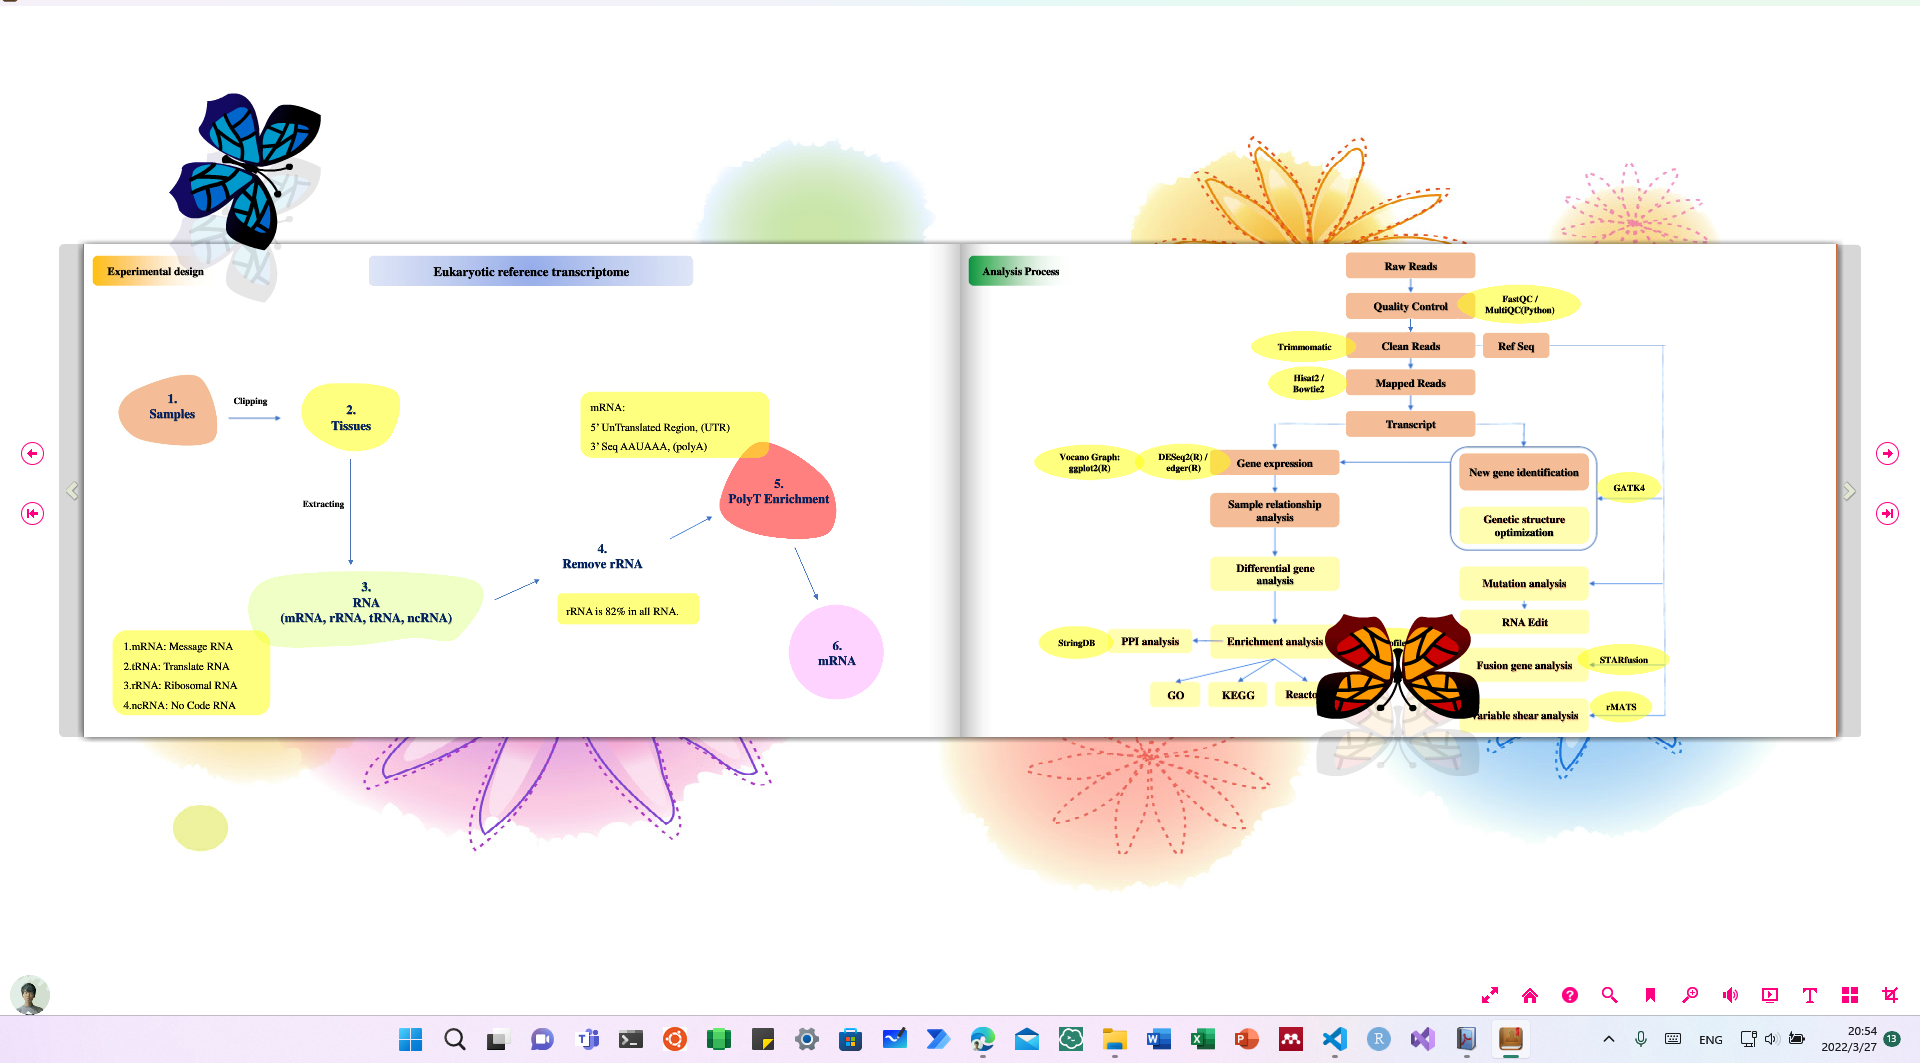 Experimental design
Eukaryotic reference transcriptome
1.
Samples
Clipping
2.
Tissues
Extracting
mRNA:
5’ UnTranslated Region, (UTR)
3’ Seq AAUAAA, (polyA)
5.
PolyT Enrichment
4.
Remove rRNA
rRNA is 82% in all RNA.
3.
RNA
(mRNA, rRNA, tRNA, ncRNA)
1.mRNA: Message RNA
2.tRNA: Translate RNA
3.rRNA: Ribosomal RNA
4.ncRNA: No Code RNA
6.
mRNA
Analysis Process
Raw Reads
Quality Control
FastQC /
MultiQC(Python)
Trimmomatic
Clean Reads
Ref Seq
Hisat2 /
Bowtie2
Mapped Reads
Transcript
Vocano Graph:
ggplot2(R)
DESeq2(R) /
edger(R)
Gene expression
New gene identification
GATK4
Sample relationship
analysis
Genetic structure
optimization
Differential gene
analysis
Mutation analysis
RNA Edit
StringDB
PPI analysis
Enrichment analysis
Fusion gene analysis
STARfusion
GO
KEGG
rMATS
shear analysis
ENG
20:54
2022/3/27
13